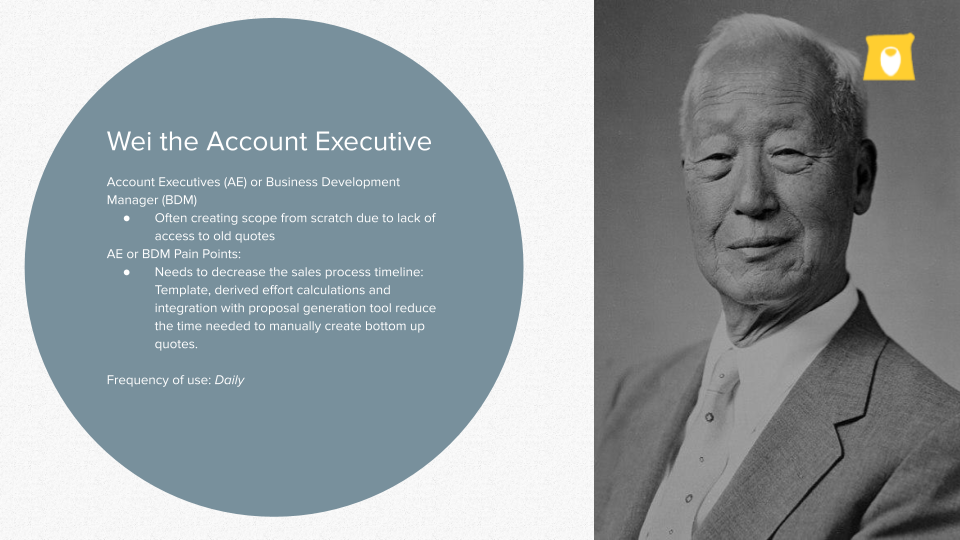 Wei the Account Executive
Account Executives (AE) or Business Development
Manager (BDM)
● Often creating scope from scratch due to lack of
access to old quotes
AE or BDM Pain Points:
● Needs to decrease the sales process timeline:
Template, derived effort calculations and
integration with proposal generation tool reduce
the time needed to manually create bottom up
quotes.
Frequency of use: Daily